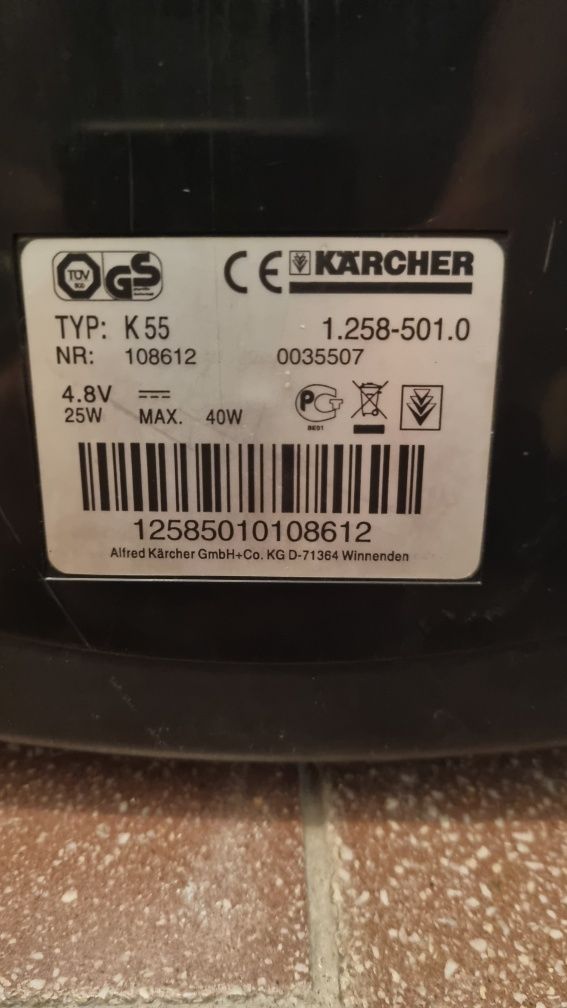 TÜV GS CE KÄRCHER
TYP: K 55 1.258-501.0
NR: 108612 0035507
4.8V
25W MAX. 40W
12585010108612
Alfred Kärcher GmbH+Co. KG D-71364 Winnenden